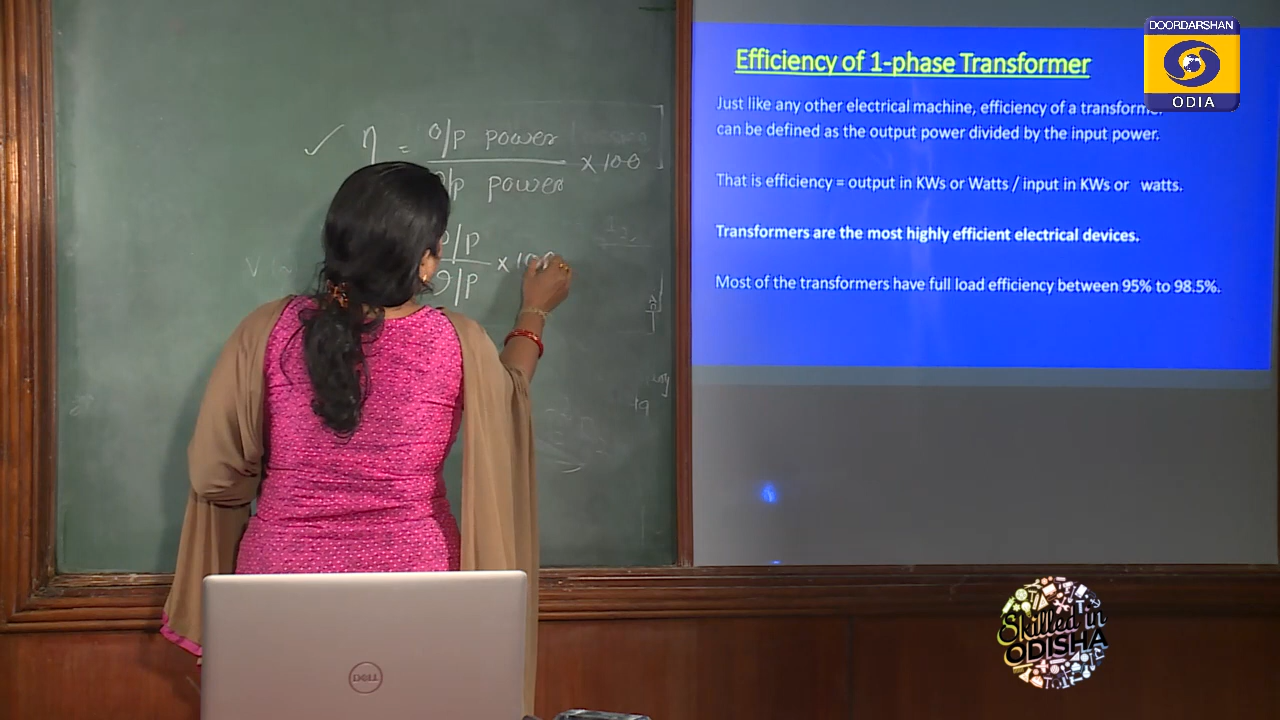 ✓ η = O/P power / I/P power × 100
O/P / I/P × 100
Efficiency of 1-phase Transformer
Just like any other electrical machine, efficiency of a
can be defined as the output power divided by the input power.
That is efficiency = output in KWs or Watts / input in KWs or watts.
Transformers are the most highly efficient electrical devices.
Most of the transformers have full load efficiency between 95% to 98.5%.
DOORDARSHAN
ODIA
DELL
Skilled in
ODISHA